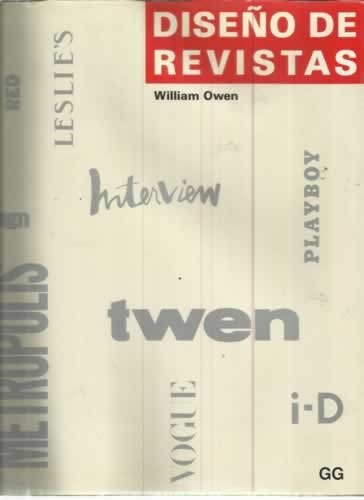 DISEÑO DE
REVISTAS
William Owen
RED
LESLIE'S
Interview
PLAYBOY
METROPOLIS
twen
VOGUE
i-D
GG